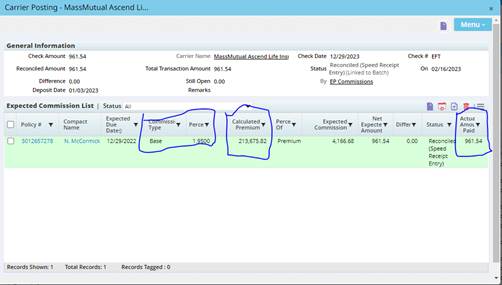 Carrier Posting - MassMutual Ascend Li...
Menu
General Information
Check Amount 961.54 Carrier Name MassMutual Ascend Life Ins Check Date 12/29/2023 Check # EFT
Reconciled Amount 961.54 Total Transaction Amount 961.54 Status Reconciled (Speed Receipt Entry)(Linked to Batch) On 02/16/2023
Difference 0.00 Still Open 0.00 By EP Commissions
Deposit Date 01/03/2023 Remarks
Expected Commission List | Status All
Policy # Compact Name Expected Due Date) Type Perce Calculated Premium Perce Of Expected Commission Net Expecte Amount Differ Status Actua Amou Paid
5012657278 N. McCormick 12/29/2022 Base 1.9500 213,675.82 Premium 4,166.68 961.54 0.00 Reconciled (Speed Receipt Entry) 961.54
Records Shown: 1 Total Records: 1 Records Tagged : 0